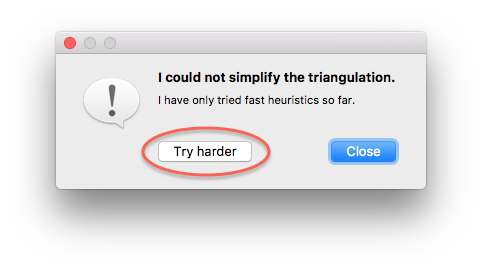 I could not simplify the triangulation.
I have only tried fast heuristics so far.
Try harder
Close